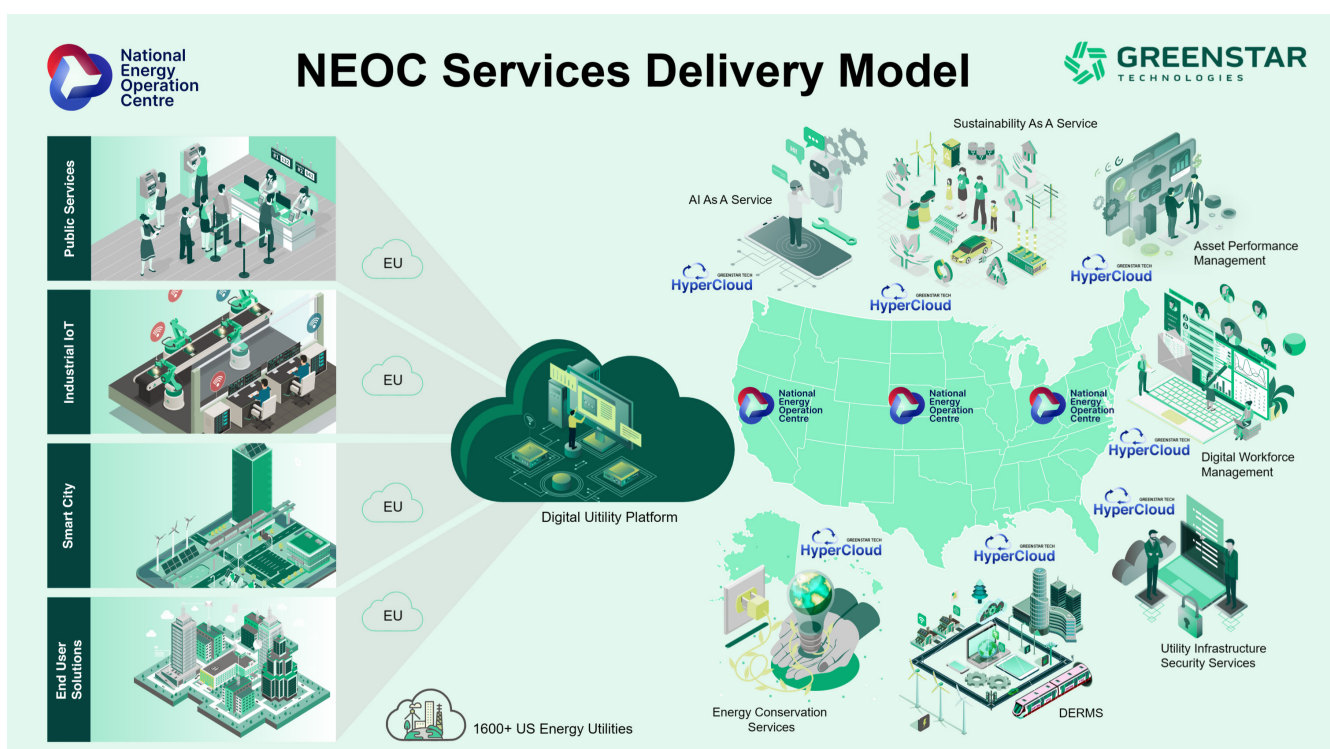 National
Energy
Operation
Centre
NEOC Services Delivery Model
GREENSTAR
TECHNOLOGIES
Public Services
Industrial IoT
Smart City
End User
Solutions
EU
EU
EU
EU
Digital Uitility Platform
1600+ US Energy Utilities
AI As A Service
GREENSTAR TECH
HyperCloud
Sustainability As A Service
GREENSTAR TECH
HyperCloud
Asset Performance
Management
GREENSTAR TECH
HyperCloud
National
Energy
Operation
Centre
National
Energy
Operation
Centre
National
Energy
Operation
Centre
GREENSTAR TECH
HyperCloud
Digital Workforce
Management
GREENSTAR TECH
HyperCloud
Utility Infrastructure
Security Services
GREENSTAR TECH
HyperCloud
Energy Conservation
Services
GREENSTAR TECH
HyperCloud
DERMS